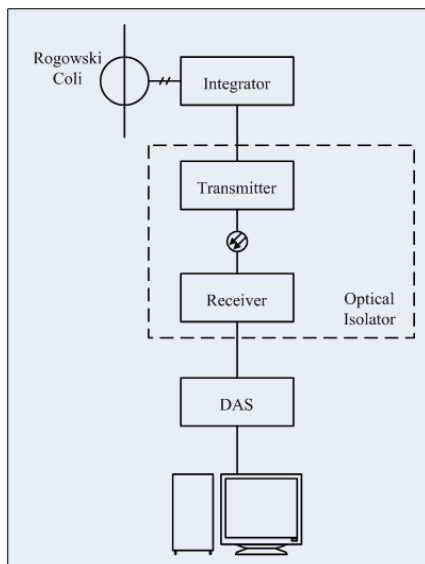 Rogowski
Coli
Integrator
Transmitter
Receiver
Optical
Isolator
DAS